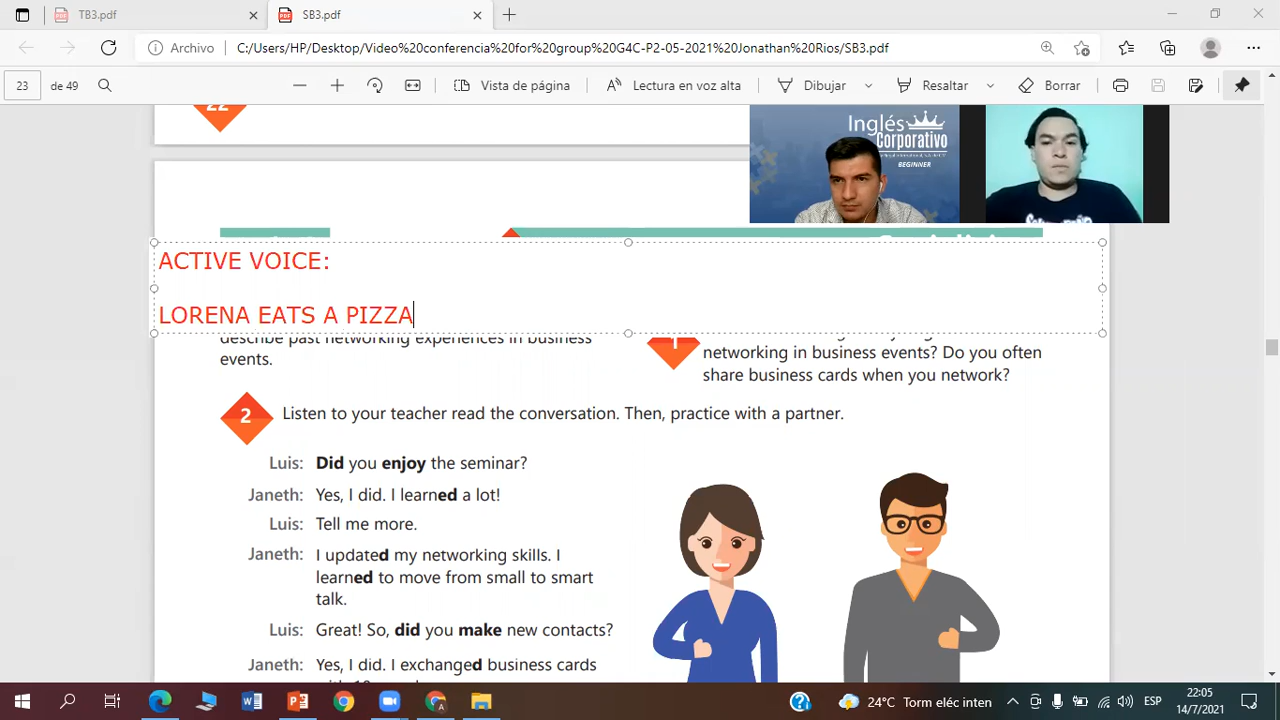 TB3.pdf
SB3.pdf
Archivo
C:/Users/HP/Desktop/Video%20conferencia%20for%20group%20G4C-P2-05-2021%20Jonathan%20Rios/SB3.pdf
23 de 49
Vista de página
Lectura en voz alta
Dibujar
Resaltar
Borrar
22
Inglés
Corporativo
BEGINNER
ACTIVE VOICE:
LORENA EATS A PIZZA
describe past networking experiences in business
events.
1
networking in business events? Do you often
share business cards when you network?
2
Listen to your teacher read the conversation. Then, practice with a partner.
Luis: Did you enjoy the seminar?
Janeth: Yes, I did. I learned a lot!
Luis: Tell me more.
Janeth: I updated my networking skills. I
learned to move from small to smart
talk.
Luis: Great! So, did you make new contacts?
Janeth: Yes, I did. I exchanged business cards
24°C Torm eléc inten
ESP
22:05
14/7/2021